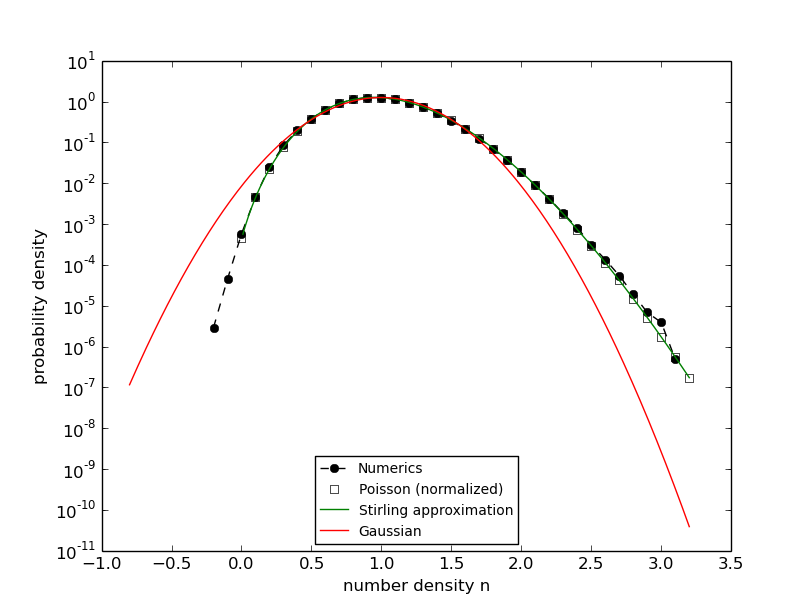 10^1
10^0
10^-1
10^-2
10^-3
10^-4
10^-5
10^-6
10^-7
10^-8
10^-9
10^-10
10^-11
probability density
Numerics
Poisson (normalized)
Stirling approximation
Gaussian
−1.0 −0.5 0.0 0.5 1.0 1.5 2.0 2.5 3.0 3.5
number density n